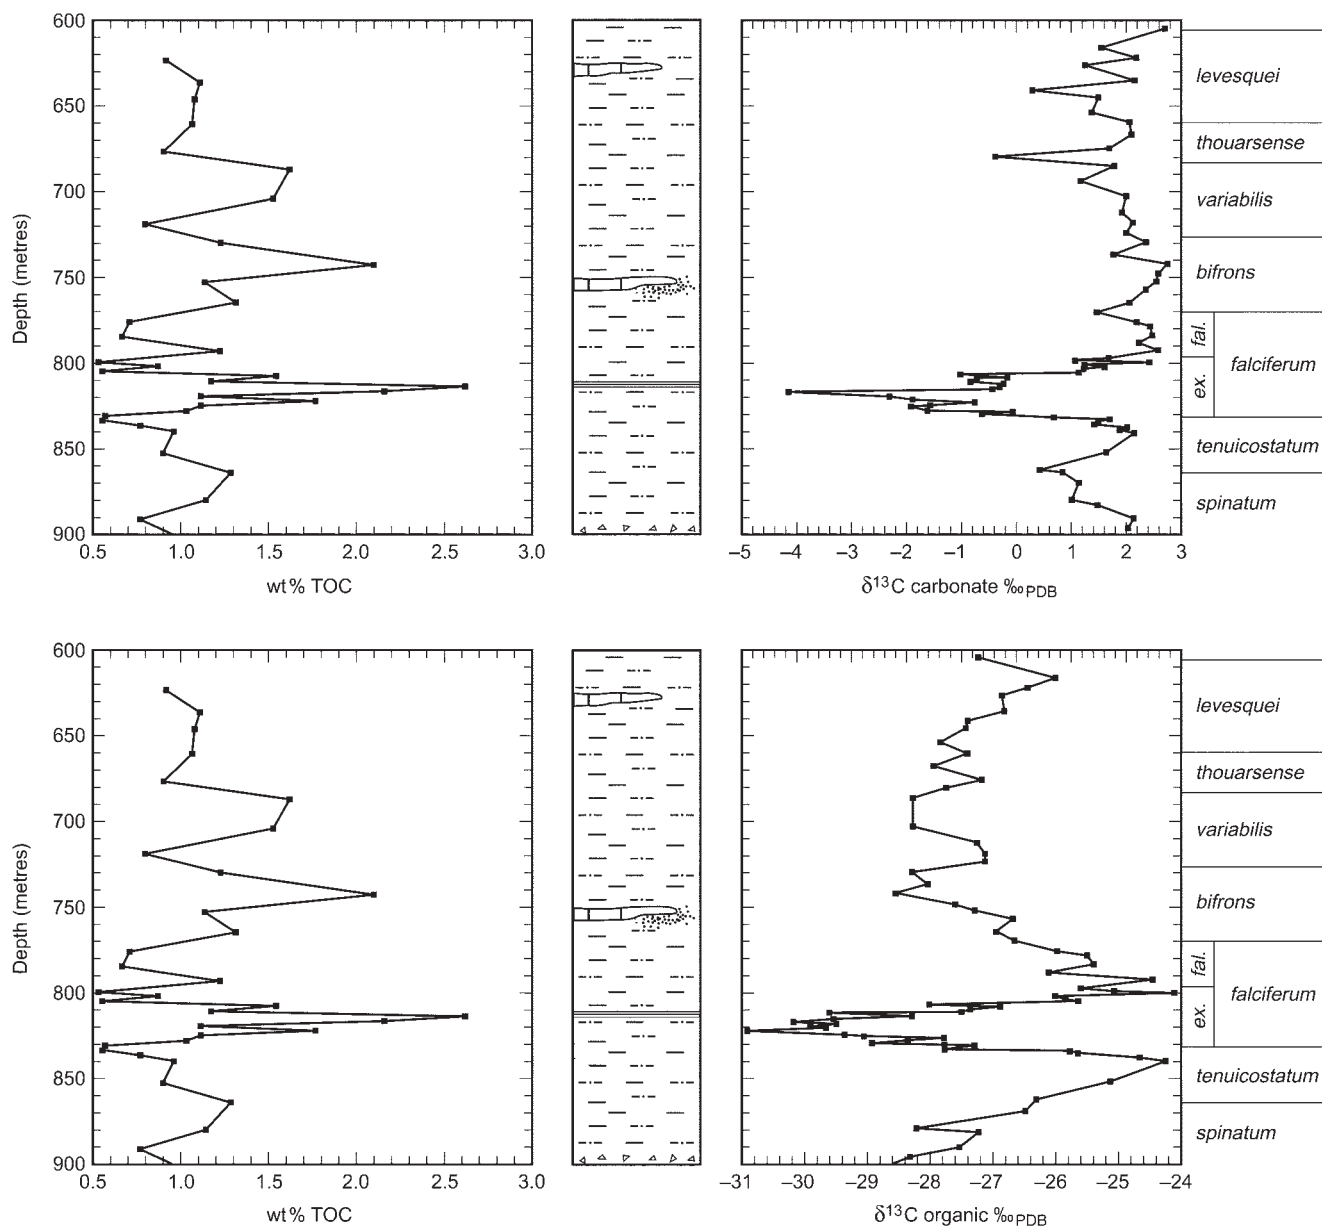 600
650
700
750
800
850
900
Depth (metres)
0.5 1.0 1.5 2.0 2.5 3.0
wt% TOC
–5 –4 –3 –2 –1 0 1 2 3
δ¹³C carbonate ‰PDB
levesquei
thouarsense
variabilis
bifrons
fal.
ex.
falciferum
tenuicostatum
spinatum
600
650
700
750
800
850
900
Depth (metres)
0.5 1.0 1.5 2.0 2.5 3.0
wt% TOC
–31 –30 –29 –28 –27 –26 –25 –24
δ¹³C organic ‰PDB
levesquei
thouarsense
variabilis
bifrons
fal.
ex.
falciferum
tenuicostatum
spinatum